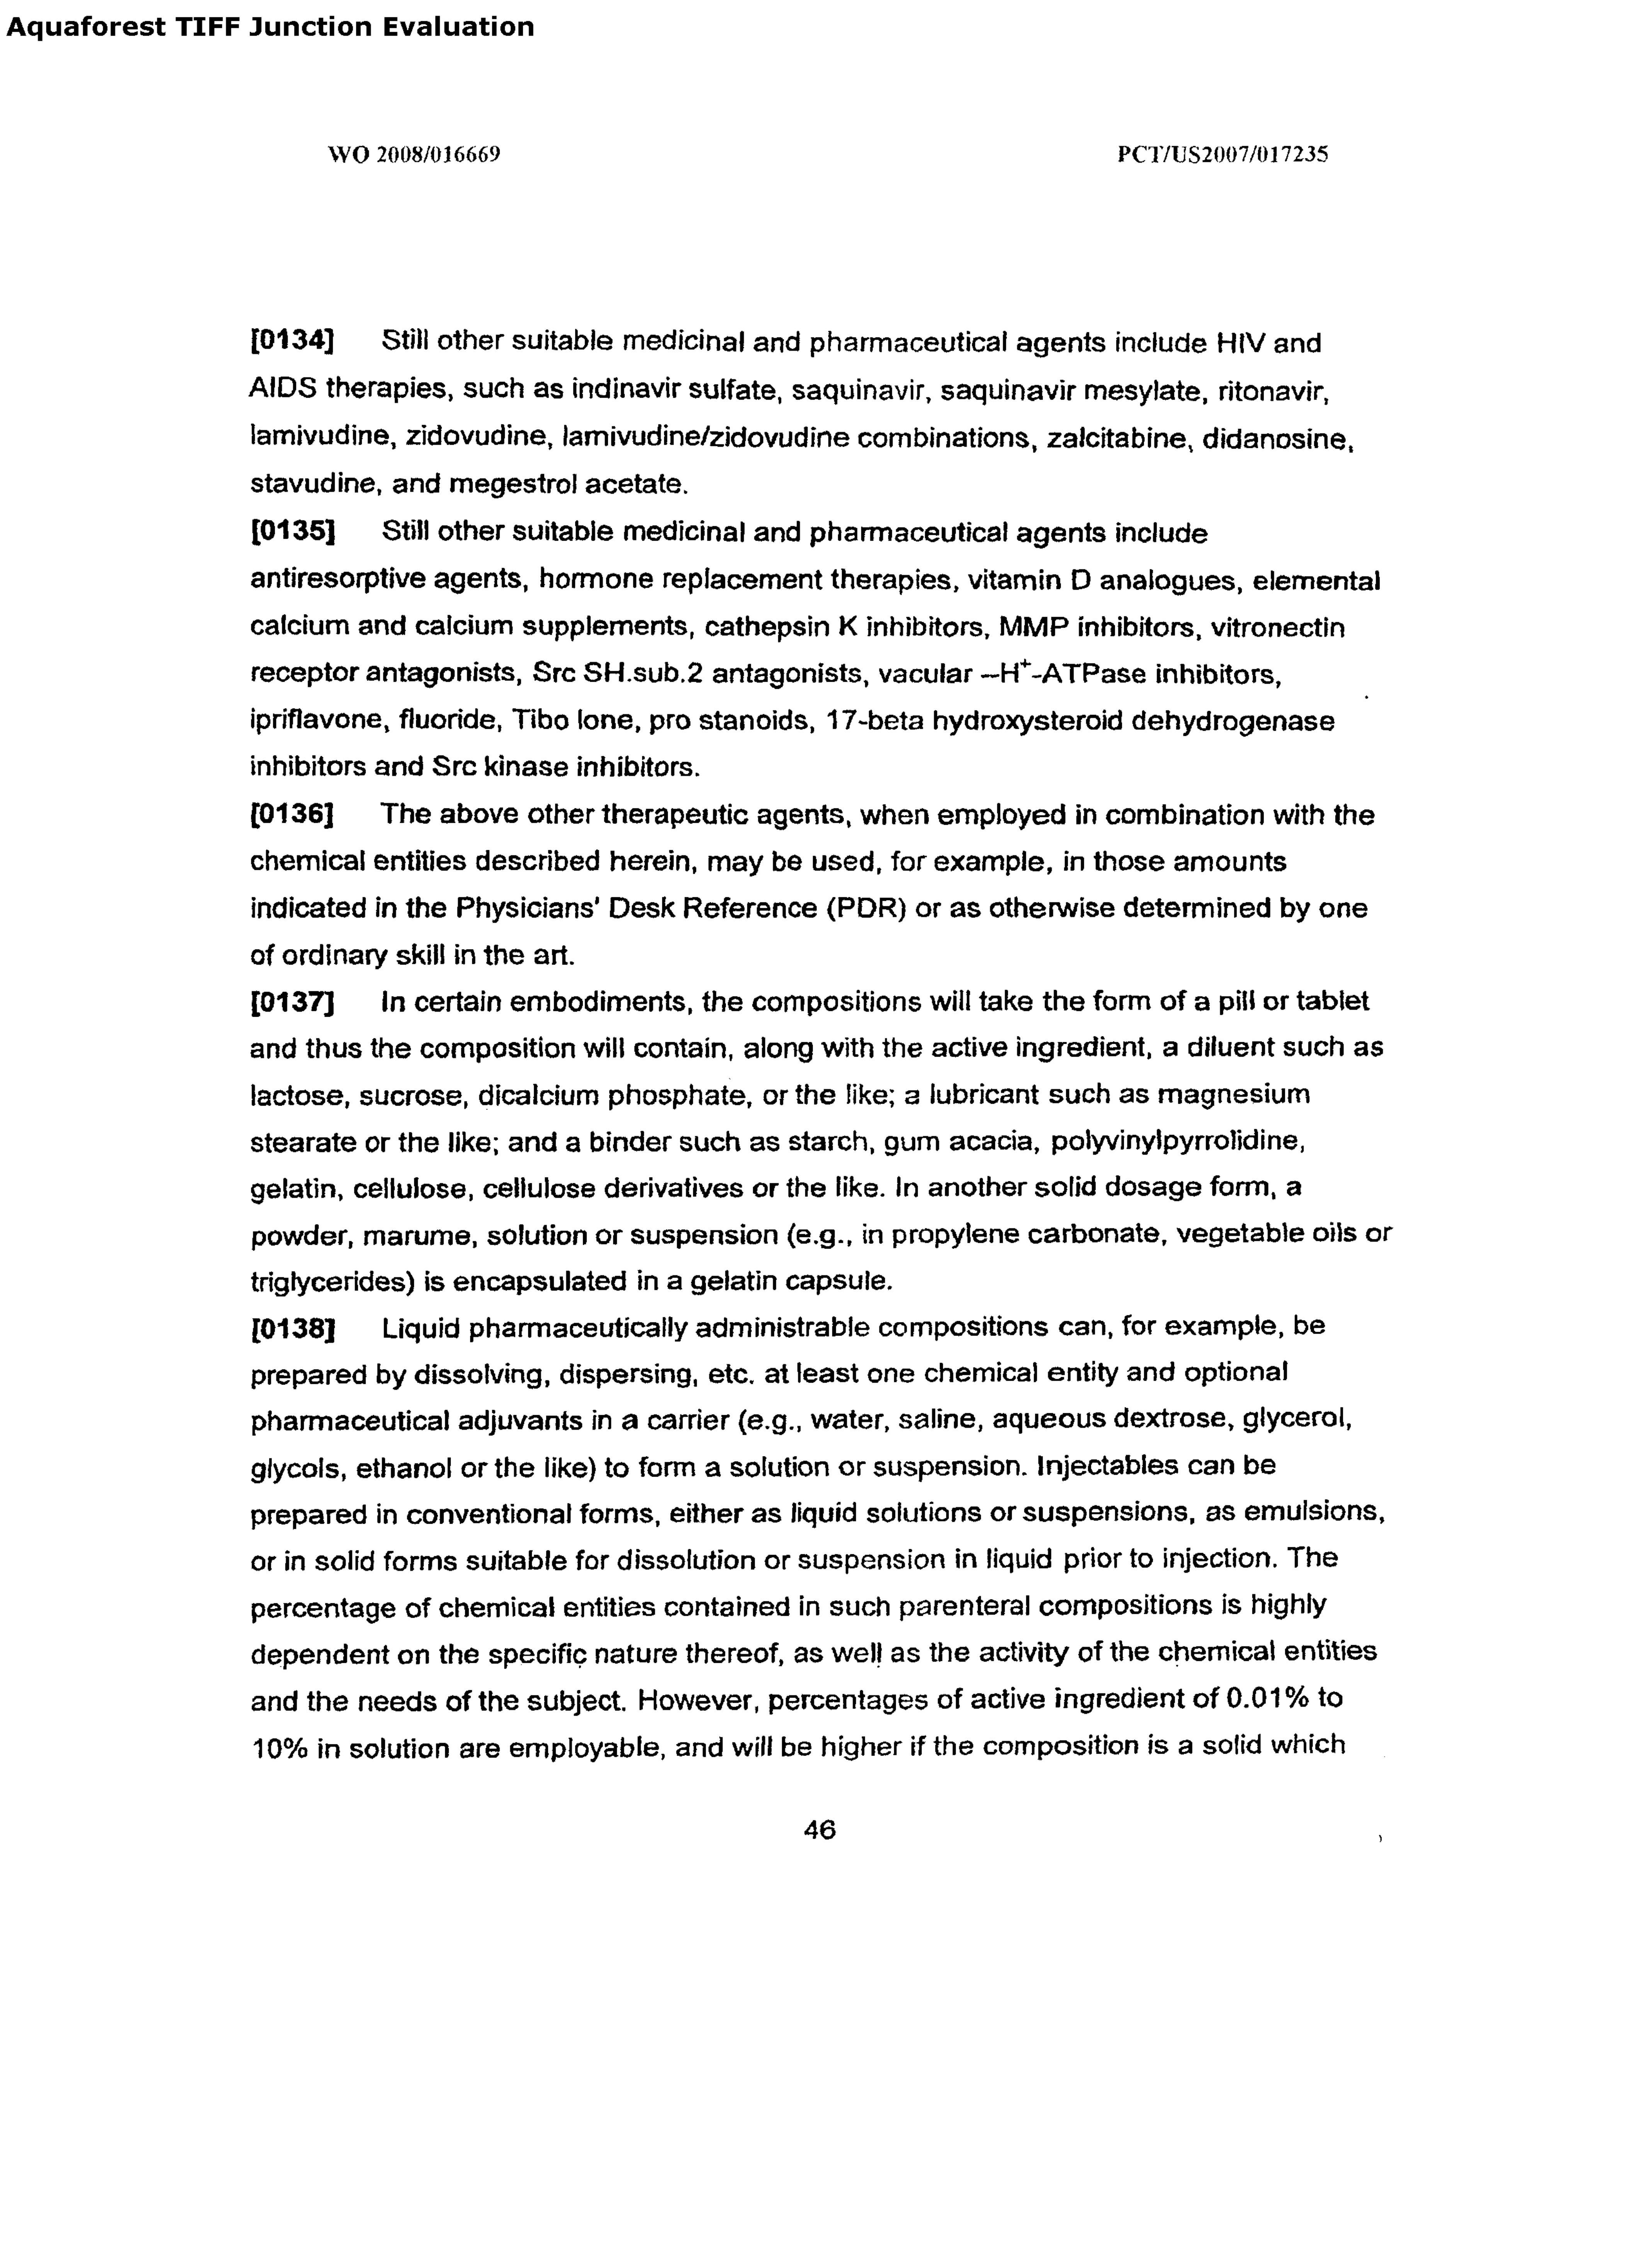 Aquaforest TIFF Junction Evaluation
WO 2008/016669 PCT/US2007/017235
[0134] Still other suitable medicinal and pharmaceutical agents include HIV and
AIDS therapies, such as indinavir sulfate, saquinavir, saquinavir mesylate, ritonavir,
lamivudine, zidovudine, lamivudine/zidovudine combinations, zalcitabine, didanosine,
stavudine, and megestrol acetate.
[0135] Still other suitable medicinal and pharmaceutical agents include
antiresorptive agents, hormone replacement therapies, vitamin D analogues, elemental
calcium and calcium supplements, cathepsin K inhibitors, MMP inhibitors, vitronectin
receptor antagonists, Src SH.sub.2 antagonists, vacular –H⁺-ATPase inhibitors,
ipriflavone, fluoride, Tibo lone, pro stanoids, 17-beta hydroxysteroid dehydrogenase
inhibitors and Src kinase inhibitors.
[0136] The above other therapeutic agents, when employed in combination with the
chemical entities described herein, may be used, for example, in those amounts
indicated in the Physicians' Desk Reference (PDR) or as otherwise determined by one
of ordinary skill in the art.
[0137] In certain embodiments, the compositions will take the form of a pill or tablet
and thus the composition will contain, along with the active ingredient, a diluent such as
lactose, sucrose, dicalcium phosphate, or the like; a lubricant such as magnesium
stearate or the like; and a binder such as starch, gum acacia, polyvinylpyrrolidine,
gelatin, cellulose, cellulose derivatives or the like. In another solid dosage form, a
powder, marume, solution or suspension (e.g., in propylene carbonate, vegetable oils or
triglycerides) is encapsulated in a gelatin capsule.
[0138] Liquid pharmaceutically administrable compositions can, for example, be
prepared by dissolving, dispersing, etc. at least one chemical entity and optional
pharmaceutical adjuvants in a carrier (e.g., water, saline, aqueous dextrose, glycerol,
glycols, ethanol or the like) to form a solution or suspension. Injectables can be
prepared in conventional forms, either as liquid solutions or suspensions, as emulsions,
or in solid forms suitable for dissolution or suspension in liquid prior to injection. The
percentage of chemical entities contained in such parenteral compositions is highly
dependent on the specific nature thereof, as well as the activity of the chemical entities
and the needs of the subject. However, percentages of active ingredient of 0.01% to
10% in solution are employable, and will be higher if the composition is a solid which
46